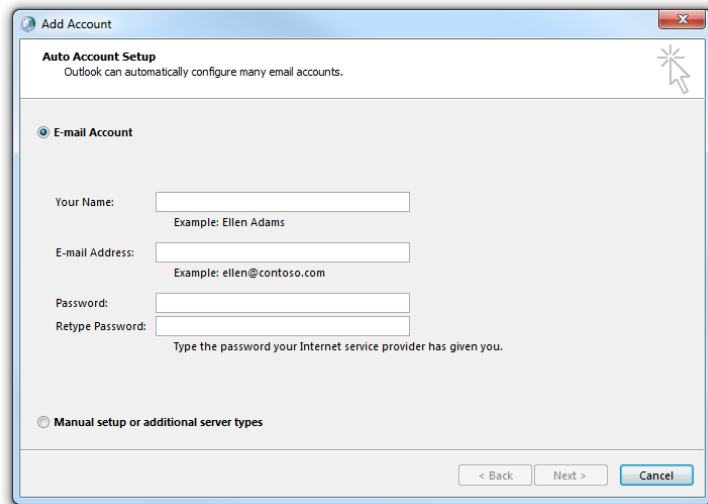 Add Account
Auto Account Setup
Outlook can automatically configure many email accounts.
E-mail Account
Your Name:
Example: Ellen Adams
E-mail Address:
Example: ellen@contoso.com
Password:
Retype Password:
Type the password your Internet service provider has given you.
Manual setup or additional server types
< Back Next > Cancel